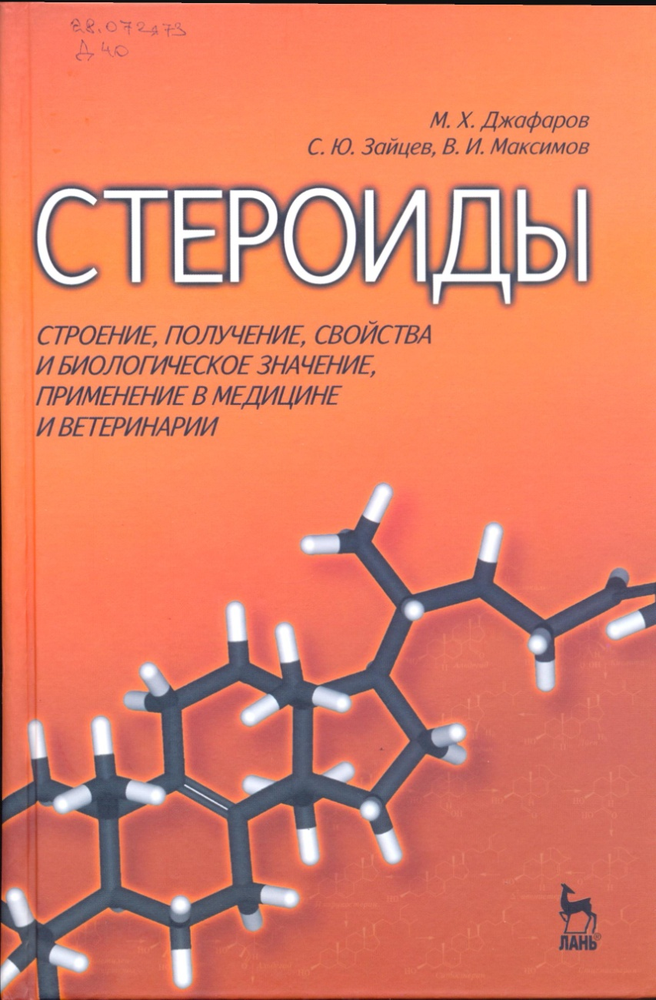 28.072я73
Д 40
М. Х. Джафаров
С. Ю. Зайцев, В. И. Максимов
СТЕРОИДЫ
СТРОЕНИЕ, ПОЛУЧЕНИЕ, СВОЙСТВА
И БИОЛОГИЧЕСКОЕ ЗНАЧЕНИЕ,
ПРИМЕНЕНИЕ В МЕДИЦИНЕ
И ВЕТЕРИНАРИИ
ЛАНЬ®